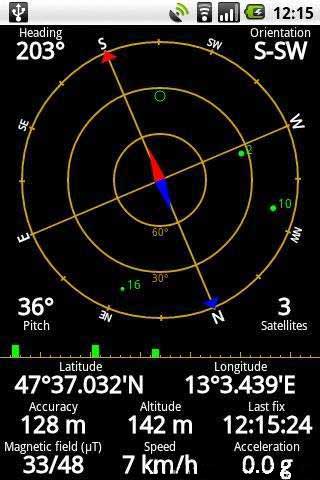 12:15
Heading Orientation
203° S-SW
S SW
W
SE
2
10
60°
E NW
30°
16
36° 3
Pitch NE N Satellites
Latitude Longitude
47°37.032'N 13°3.439'E
Accuracy Altitude Last fix
128 m 142 m 12:15:24
Magnetic field (µT) Speed Acceleration
33/48 7 km/h 0.0 g